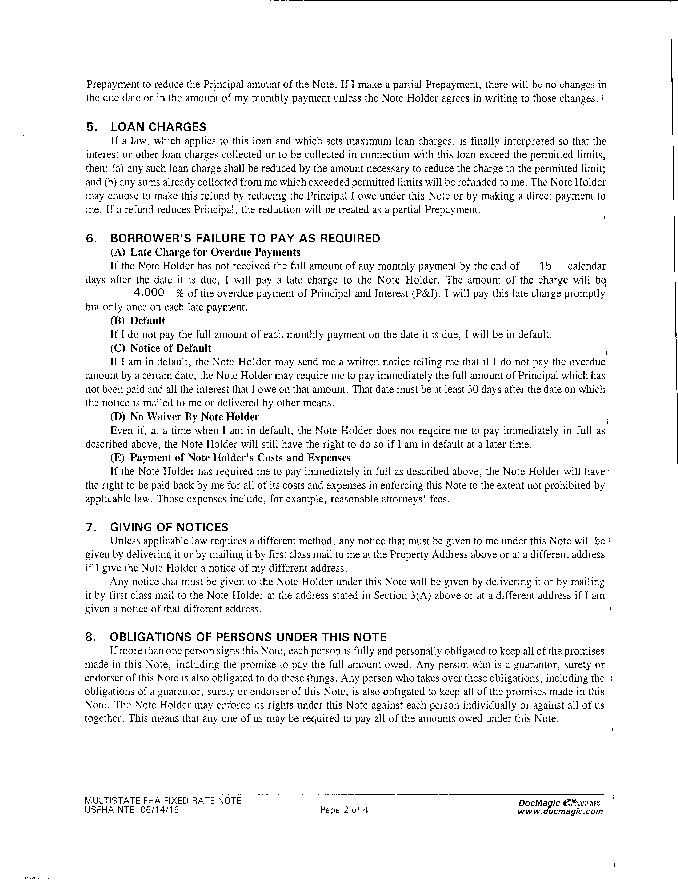 Prepayment to reduce the Principal amount of the Note. If I make a partial Prepayment, there will be no changes in
the due date or in the amount of my monthly payment unless the Note Holder agrees in writing to those changes.
5. LOAN CHARGES
If a law, which applies to this loan and which sets maximum loan charges, is finally interpreted so that the
interest or other loan charges collected or to be collected in connection with this loan exceed the permitted limits,
then: (a) any such loan charge shall be reduced by the amount necessary to reduce the charge to the permitted limit;
and (b) any sums already collected from me which exceeded permitted limits will be refunded to me. The Note Holder
may choose to make this refund by reducing the Principal I owe under this Note or by making a direct payment to
me. If a refund reduces Principal, the reduction will be treated as a partial Prepayment.
6. BORROWER'S FAILURE TO PAY AS REQUIRED
(A) Late Charge for Overdue Payments
If the Note Holder has not received the full amount of any monthly payment by the end of 15 calendar
days after the date it is due, I will pay a late charge to the Note Holder. The amount of the charge will be
4.000 % of the overdue payment of Principal and Interest (P&I). I will pay this late charge promptly
but only once on each late payment.
(B) Default
If I do not pay the full amount of each monthly payment on the date it is due, I will be in default.
(C) Notice of Default
If I am in default, the Note Holder may send me a written notice telling me that if I do not pay the overdue
amount by a certain date, the Note Holder may require me to pay immediately the full amount of Principal which has
not been paid and all the interest that I owe on that amount. That date must be at least 30 days after the date on which
the notice is mailed to me or delivered by other means.
(D) No Waiver By Note Holder
Even if, at a time when I am in default, the Note Holder does not require me to pay immediately in full as
described above, the Note Holder will still have the right to do so if I am in default at a later time.
(E) Payment of Note Holder's Costs and Expenses
If the Note Holder has required me to pay immediately in full as described above, the Note Holder will have
the right to be paid back by me for all of its costs and expenses in enforcing this Note to the extent not prohibited by
applicable law. Those expenses include, for example, reasonable attorneys' fees.
7. GIVING OF NOTICES
Unless applicable law requires a different method, any notice that must be given to me under this Note will be
given by delivering it or by mailing it by first class mail to me at the Property Address above or at a different address
if I give the Note Holder a notice of my different address.
Any notice that must be given to the Note Holder under this Note will be given by delivering it or by mailing
it by first class mail to the Note Holder at the address stated in Section 3(A) above or at a different address if I am
given a notice of that different address.
8. OBLIGATIONS OF PERSONS UNDER THIS NOTE
If more than one person signs this Note, each person is fully and personally obligated to keep all of the promises
made in this Note, including the promise to pay the full amount owed. Any person who is a guarantor, surety or
endorser of this Note is also obligated to do these things. Any person who takes over these obligations, including the
obligations of a guarantor, surety or endorser of this Note, is also obligated to keep all of the promises made in this
Note. The Note Holder may enforce its rights under this Note against each person individually or against all of us
together. This means that any one of us may be required to pay all of the amounts owed under this Note.
MULTISTATE FHA FIXED RATE NOTE
USFHA.NTE 05/14/15
Page 2 of 4
DocMagic
www.docmagic.com